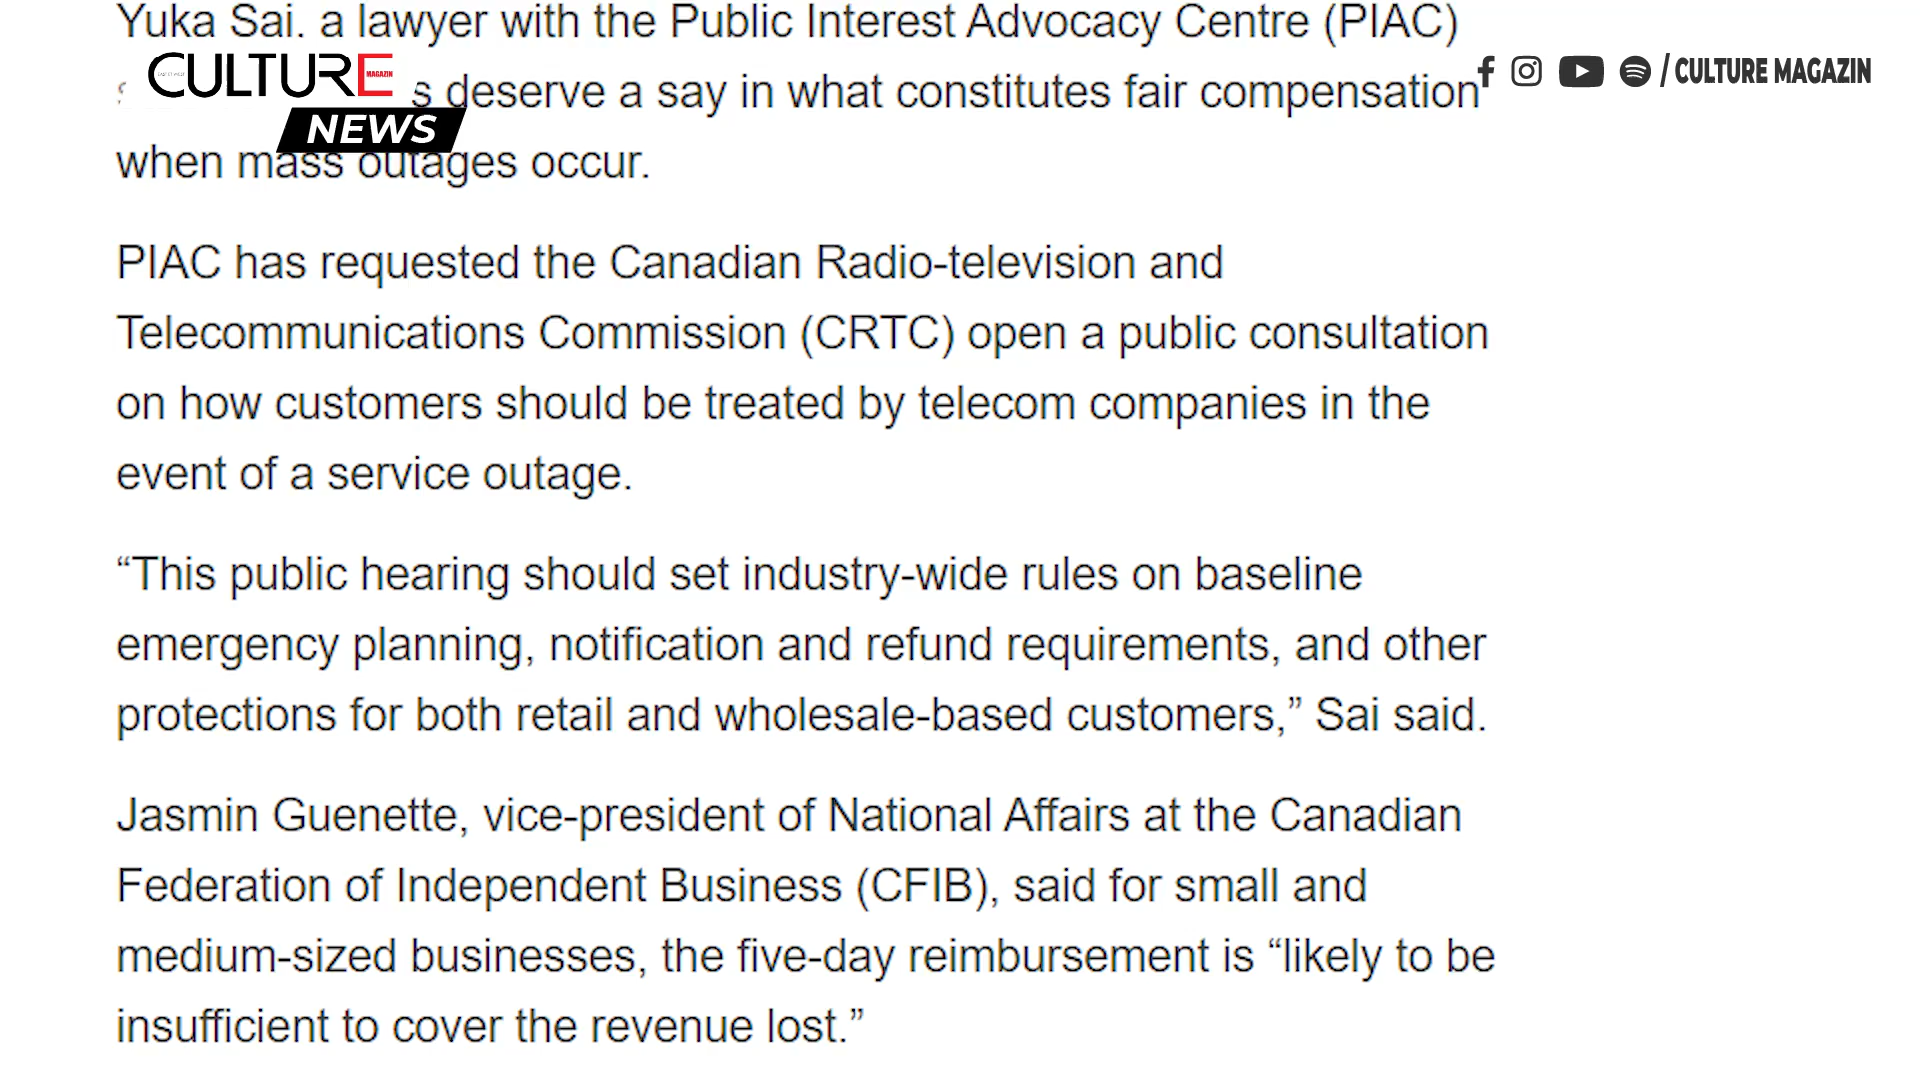 Yuka Sai. a lawyer with the Public Interest Advocacy Centre (PIAC)
CULTURE
MAGAZIN
NEWS
/ CULTURE MAGAZIN
deserve a say in what constitutes fair compensation
when mass outages occur.
PIAC has requested the Canadian Radio-television and
Telecommunications Commission (CRTC) open a public consultation
on how customers should be treated by telecom companies in the
event of a service outage.
“This public hearing should set industry-wide rules on baseline
emergency planning, notification and refund requirements, and other
protections for both retail and wholesale-based customers,” Sai said.
Jasmin Guenette, vice-president of National Affairs at the Canadian
Federation of Independent Business (CFIB), said for small and
medium-sized businesses, the five-day reimbursement is “likely to be
insufficient to cover the revenue lost.”